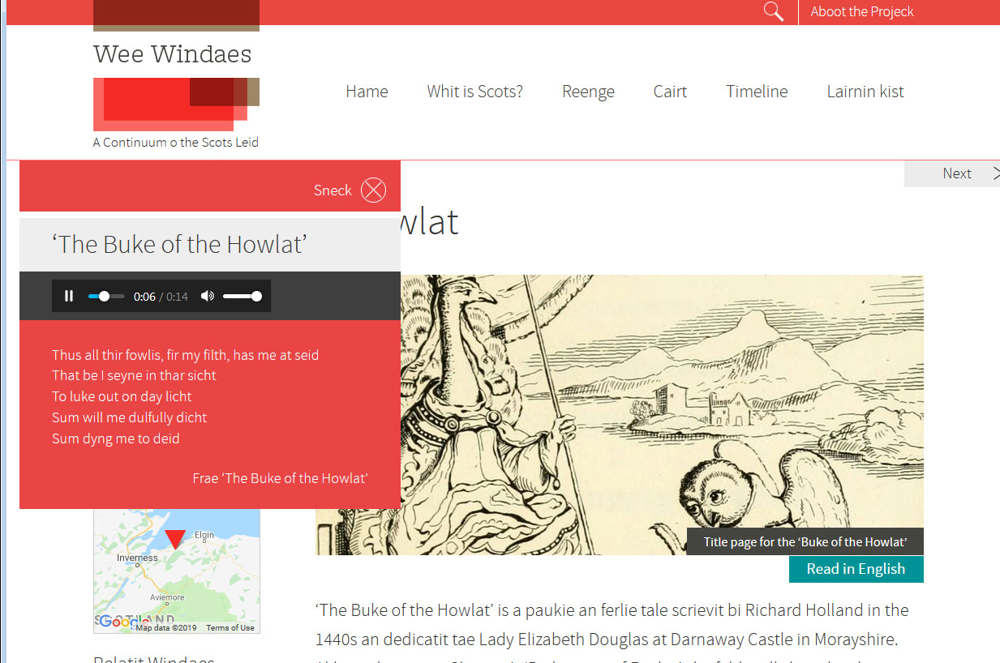 Aboot the Projeck
Wee Windaes
A Continuum o the Scots Leid
Hame
Whit is Scots?
Reenge
Cairt
Timeline
Lairnin kist
Next
Sneck
‘The Buke of the Howlat’
0:06 / 0:14
Thus all thir fowlis, fir my filth, has me at seid
That be I seyne in thar sicht
To luke out on day licht
Sum will me dulfully dicht
Sum dyng me to deid
Frae ‘The Buke of the Howlat’
wlat
Title page for the ‘Buke of the Howlat’
Read in English
Elgin
Inverness
Aviemore
SCOTLAND
Google
Map data ©2019 Terms of Use
‘The Buke of the Howlat’ is a paukie an ferlie tale scrievit bi Richard Holland in the
1440s an dedicatit tae Lady Elizabeth Douglas at Darnaway Castle in Morayshire.
Relatit Windaes